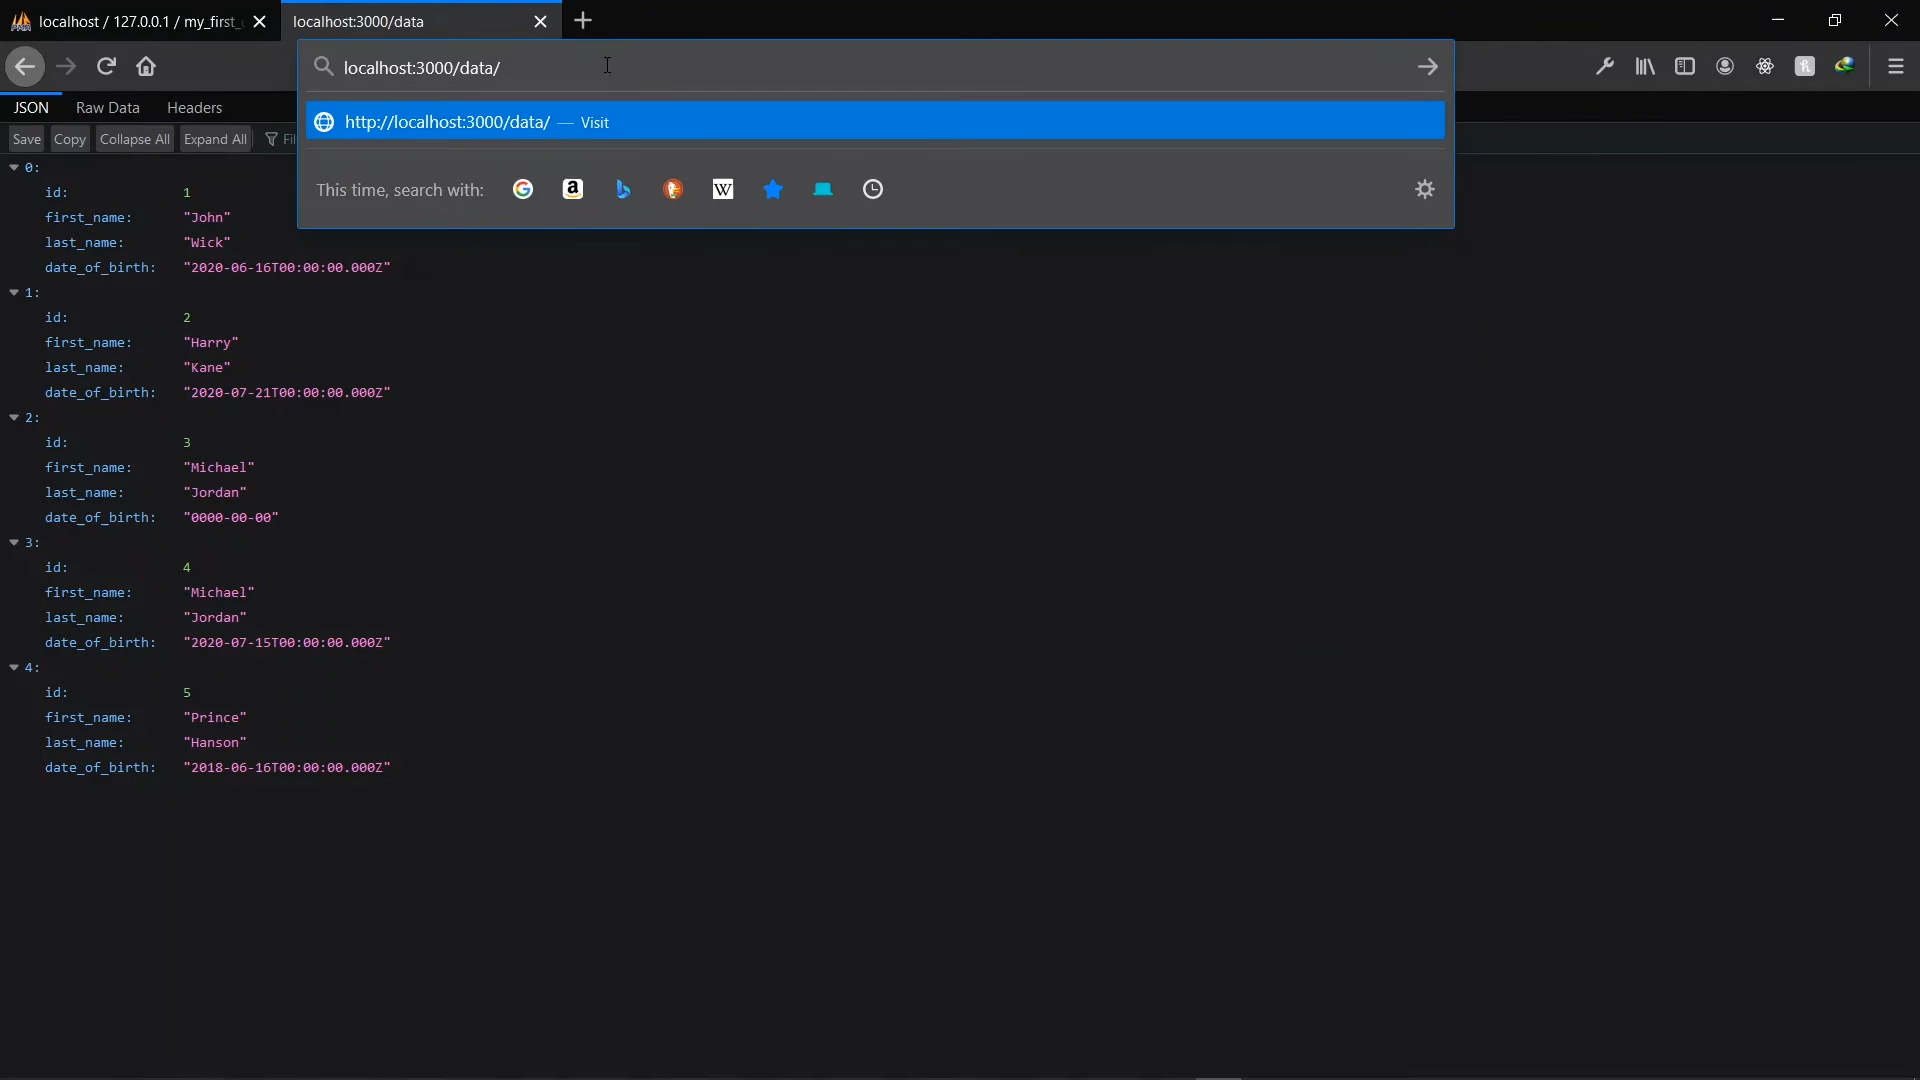 localhost / 127.0.0.1 / my_first_
localhost:3000/data
localhost:3000/data/
http://localhost:3000/data/ — Visit
This time, search with:
JSON Raw Data Headers
Save Copy Collapse All Expand All Fil
0:
id: 1
first_name: "John"
last_name: "Wick"
date_of_birth: "2020-06-16T00:00:00.000Z"
1:
id: 2
first_name: "Harry"
last_name: "Kane"
date_of_birth: "2020-07-21T00:00:00.000Z"
2:
id: 3
first_name: "Michael"
last_name: "Jordan"
date_of_birth: "0000-00-00"
3:
id: 4
first_name: "Michael"
last_name: "Jordan"
date_of_birth: "2020-07-15T00:00:00.000Z"
4:
id: 5
first_name: "Prince"
last_name: "Hanson"
date_of_birth: "2018-06-16T00:00:00.000Z"